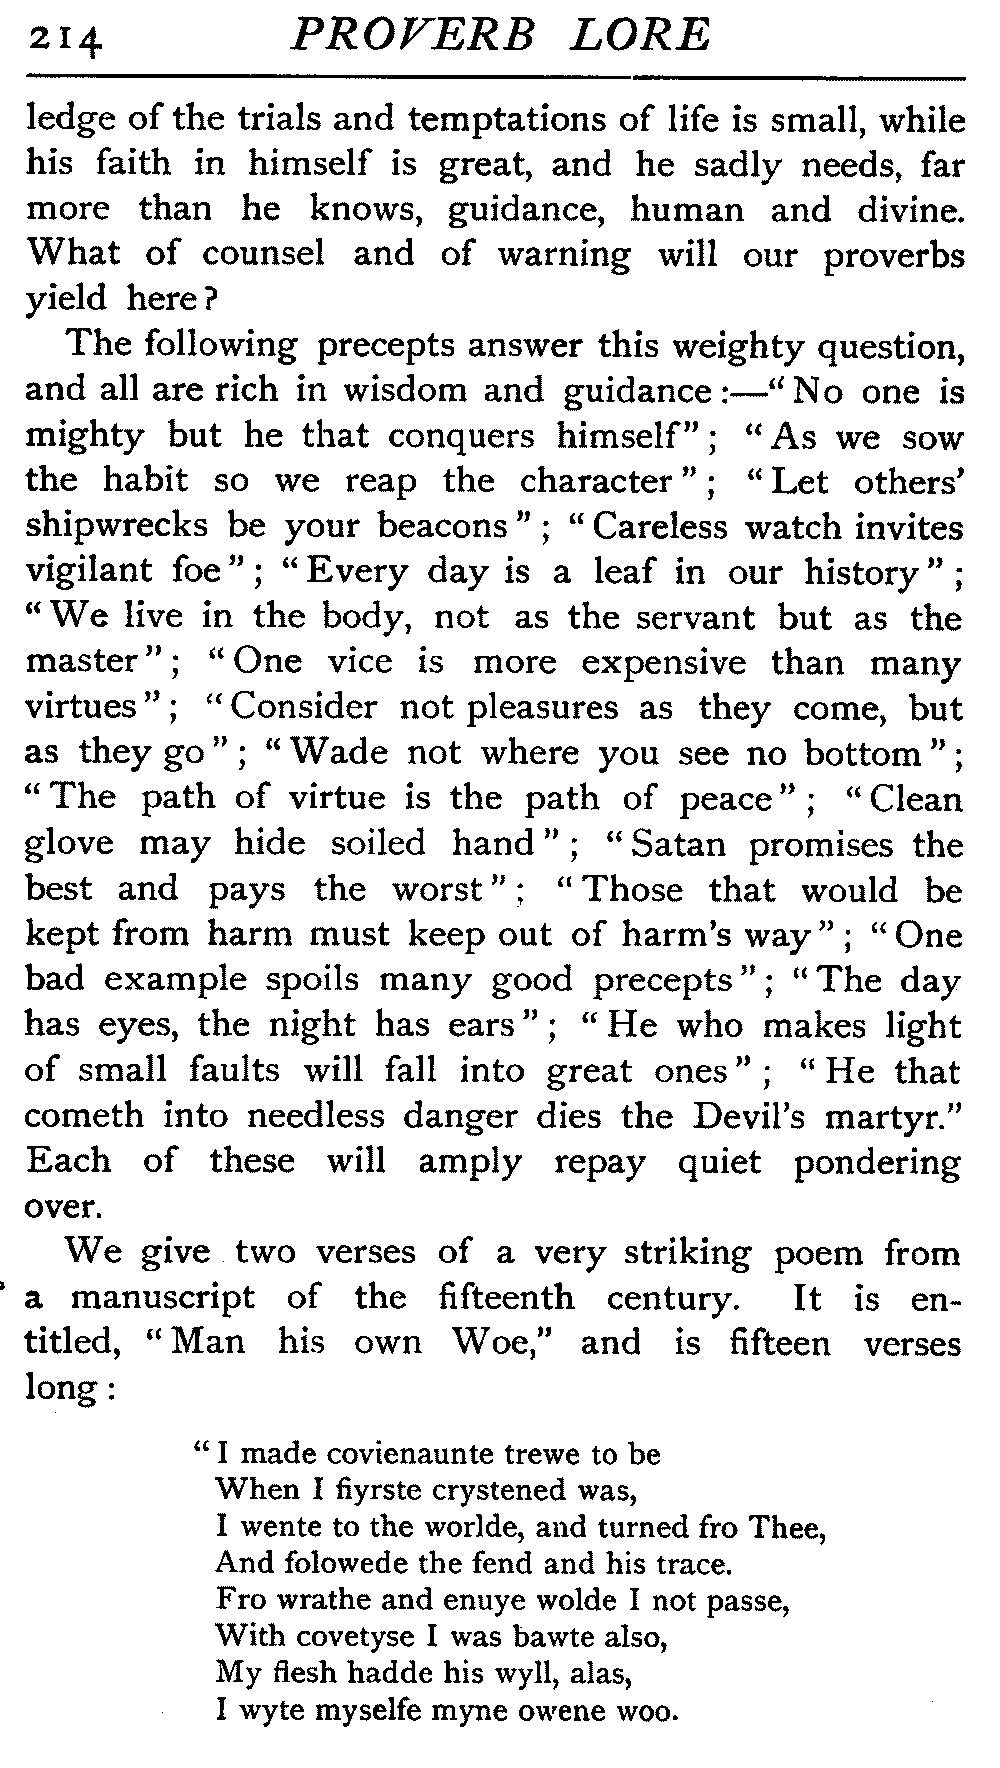 214 PROVERB LORE
ledge of the trials and temptations of life is small, while
his faith in himself is great, and he sadly needs, far
more than he knows, guidance, human and divine.
What of counsel and of warning will our proverbs
yield here?
The following precepts answer this weighty question,
and all are rich in wisdom and guidance:—"No one is
mighty but he that conquers himself"; "As we sow
the habit so we reap the character"; "Let others'
shipwrecks be your beacons"; "Careless watch invites
vigilant foe"; "Every day is a leaf in our history";
"We live in the body, not as the servant but as the
master"; "One vice is more expensive than many
virtues"; "Consider not pleasures as they come, but
as they go"; "Wade not where you see no bottom";
"The path of virtue is the path of peace"; "Clean
glove may hide soiled hand"; "Satan promises the
best and pays the worst"; "Those that would be
kept from harm must keep out of harm's way"; "One
bad example spoils many good precepts"; "The day
has eyes, the night has ears"; "He who makes light
of small faults will fall into great ones"; "He that
cometh into needless danger dies the Devil's martyr."
Each of these will amply repay quiet pondering
over.
We give two verses of a very striking poem from
a manuscript of the fifteenth century. It is en-
titled, "Man his own Woe," and is fifteen verses
long:
"I made covienaunte trewe to be
When I fiyrste crystened was,
I wente to the worlde, and turned fro Thee,
And folowede the fend and his trace.
Fro wrathe and enuye wolde I not passe,
With covetyse I was bawte also,
My flesh hadde his wyll, alas,
I wyte myselfe myne owene woo.